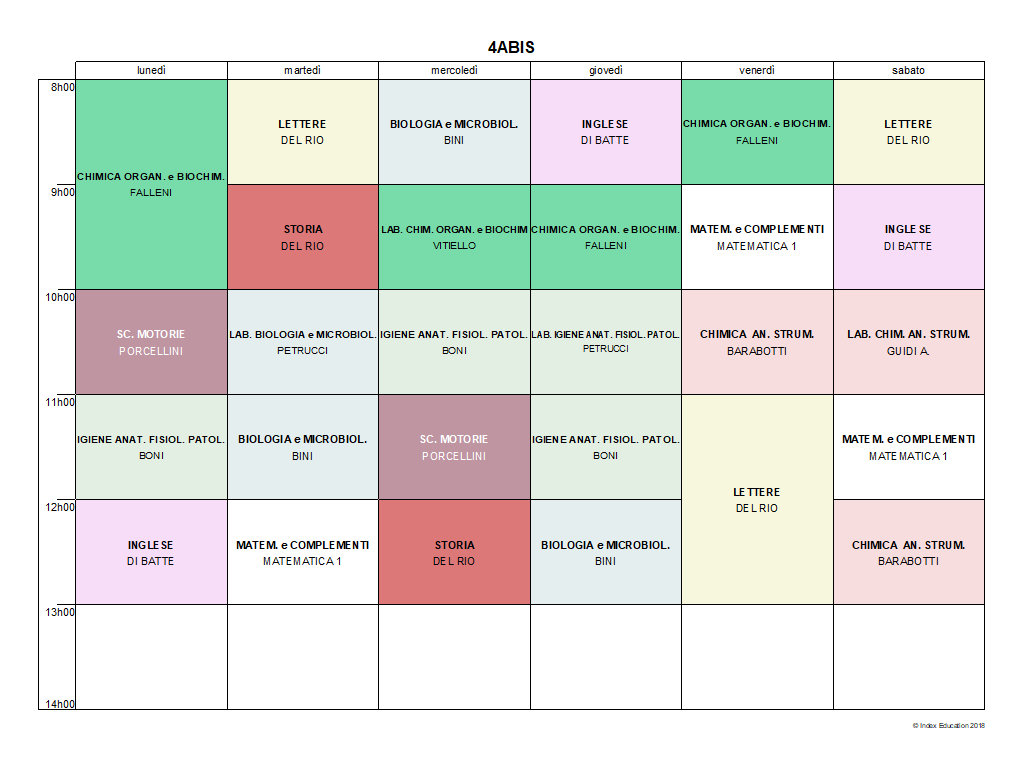 4ABIS
lunedì martedì mercoledì giovedì venerdì sabato
8h00
LETTERE
DEL RIO
BIOLOGIA e MICROBIOL.
BINI
INGLESE
DI BATTE
CHIMICA ORGAN. e BIOCHIM.
FALLENI
LETTERE
DEL RIO
CHIMICA ORGAN. e BIOCHIM.
FALLENI
9h00
STORIA
DEL RIO
LAB. CHIM. ORGAN. e BIOCHIM
VITIELLO
CHIMICA ORGAN. e BIOCHIM.
FALLENI
MATEM. e COMPLEMENTI
MATEMATICA 1
INGLESE
DI BATTE
10h00
SC. MOTORIE
PORCELLINI
LAB. BIOLOGIA e MICROBIOL.
PETRUCCI
IGIENE ANAT. FISIOL. PATOL.
BONI
LAB. IGIENE ANAT. FISIOL. PATOL.
PETRUCCI
CHIMICA AN. STRUM.
BARABOTTI
LAB. CHIM. AN. STRUM.
GUIDI A.
11h00
IGIENE ANAT. FISIOL. PATOL.
BONI
BIOLOGIA e MICROBIOL.
BINI
SC. MOTORIE
PORCELLINI
IGIENE ANAT. FISIOL. PATOL.
BONI
MATEM. e COMPLEMENTI
MATEMATICA 1
LETTERE
DEL RIO
12h00
INGLESE
DI BATTE
MATEM. e COMPLEMENTI
MATEMATICA 1
STORIA
DEL RIO
BIOLOGIA e MICROBIOL.
BINI
CHIMICA AN. STRUM.
BARABOTTI
13h00
14h00
© Index Education 2018